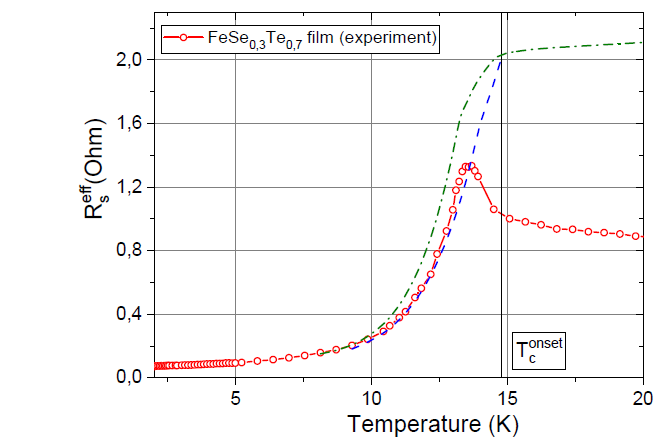 FeSe0,3Te0,7 film (experiment)
2,0
1,6
1,2
0,8
0,4
0,0
Rseff(Ohm)
Tconset
5
10
15
20
Temperature (K)